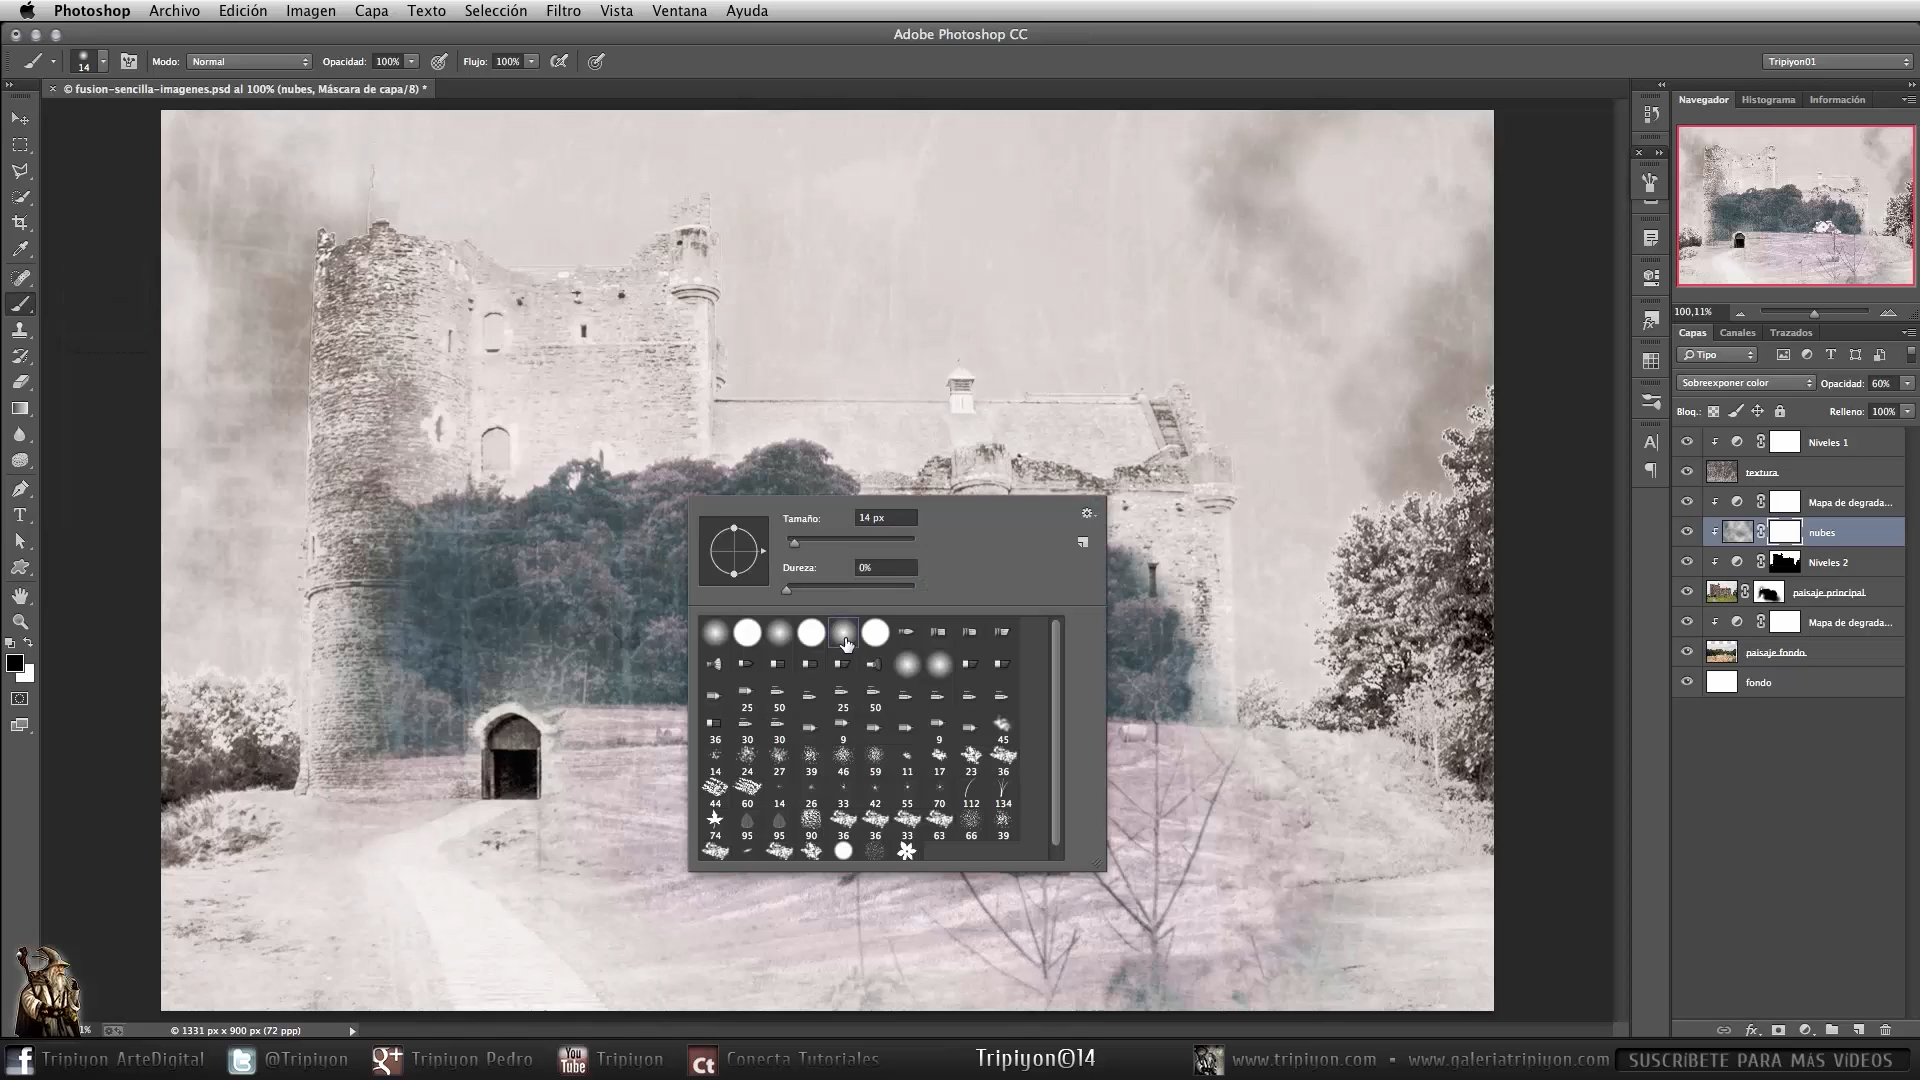 Photoshop Archivo Edición Imagen Capa Texto Selección Filtro Vista Ventana Ayuda
Adobe Photoshop CC
14 Modo: Normal Opacidad: 100% Flujo: 100% Tripiyon01
© fusion-sencilla-imagenes.psd al 100% (nubes, Máscara de capa/8) *
Navegador Histograma Información
100,11%
Capas Canales Trazados
Tipo
Sobreexponer color Opacidad: 60%
Bloq.: Relleno: 100%
Niveles 1
textura
Mapa de degrada...
nubes
Niveles 2
paisaje principal
Mapa de degrada...
paisaje fondo
fondo
Tamaño: 14 px
Dureza: 0%
25 50 25 50
36 30 30 9 9 45
14 24 27 39 46 59 11 17 23 36
44 60 14 26 33 42 55 70 112 134
74 95 95 90 36 36 33 63 66 39
© 1331 px x 900 px (72 ppp)
Tripiyon ArteDigital @Tripiyon Tripiyon Pedro You Tube Tripiyon Ct Conecta Tutoriales Tripiyon©14 www.tripiyon.com - www.galeriatripiyon.com SUSCRÍBETE PARA MÁS VÍDEOS